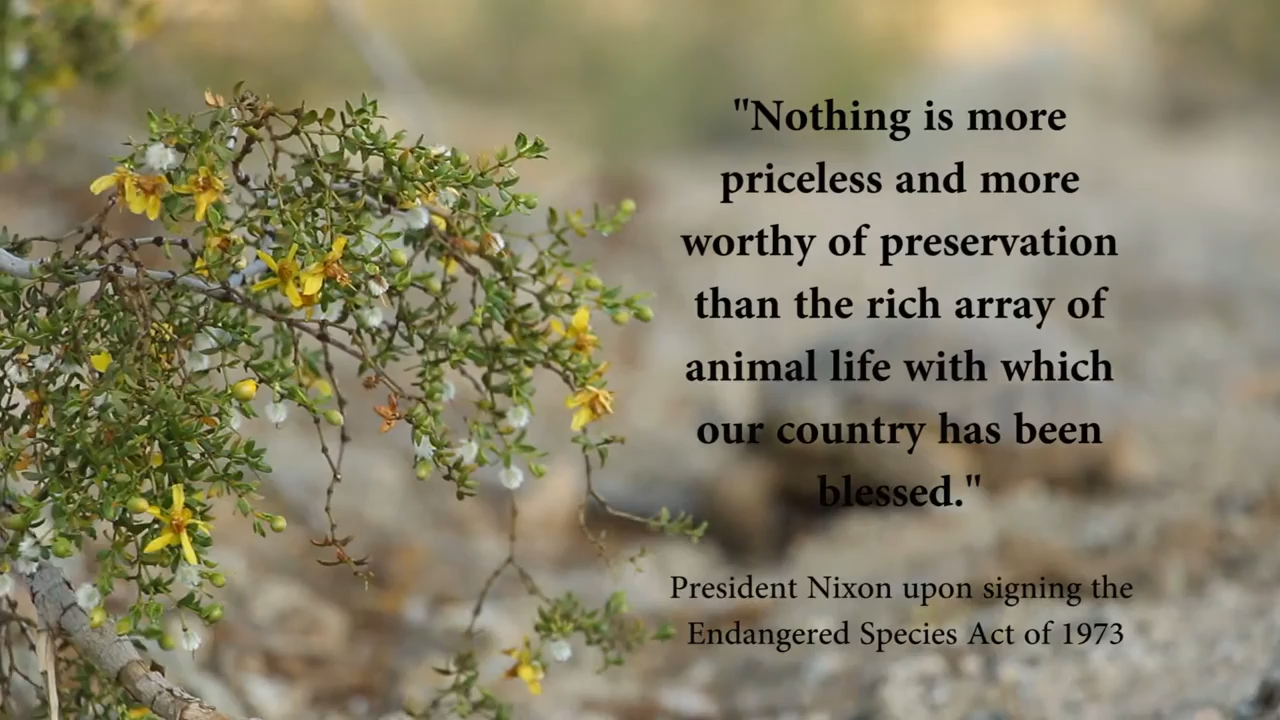 "Nothing is more
priceless and more
worthy of preservation
than the rich array of
animal life with which
our country has been
blessed."
President Nixon upon signing the
Endangered Species Act of 1973